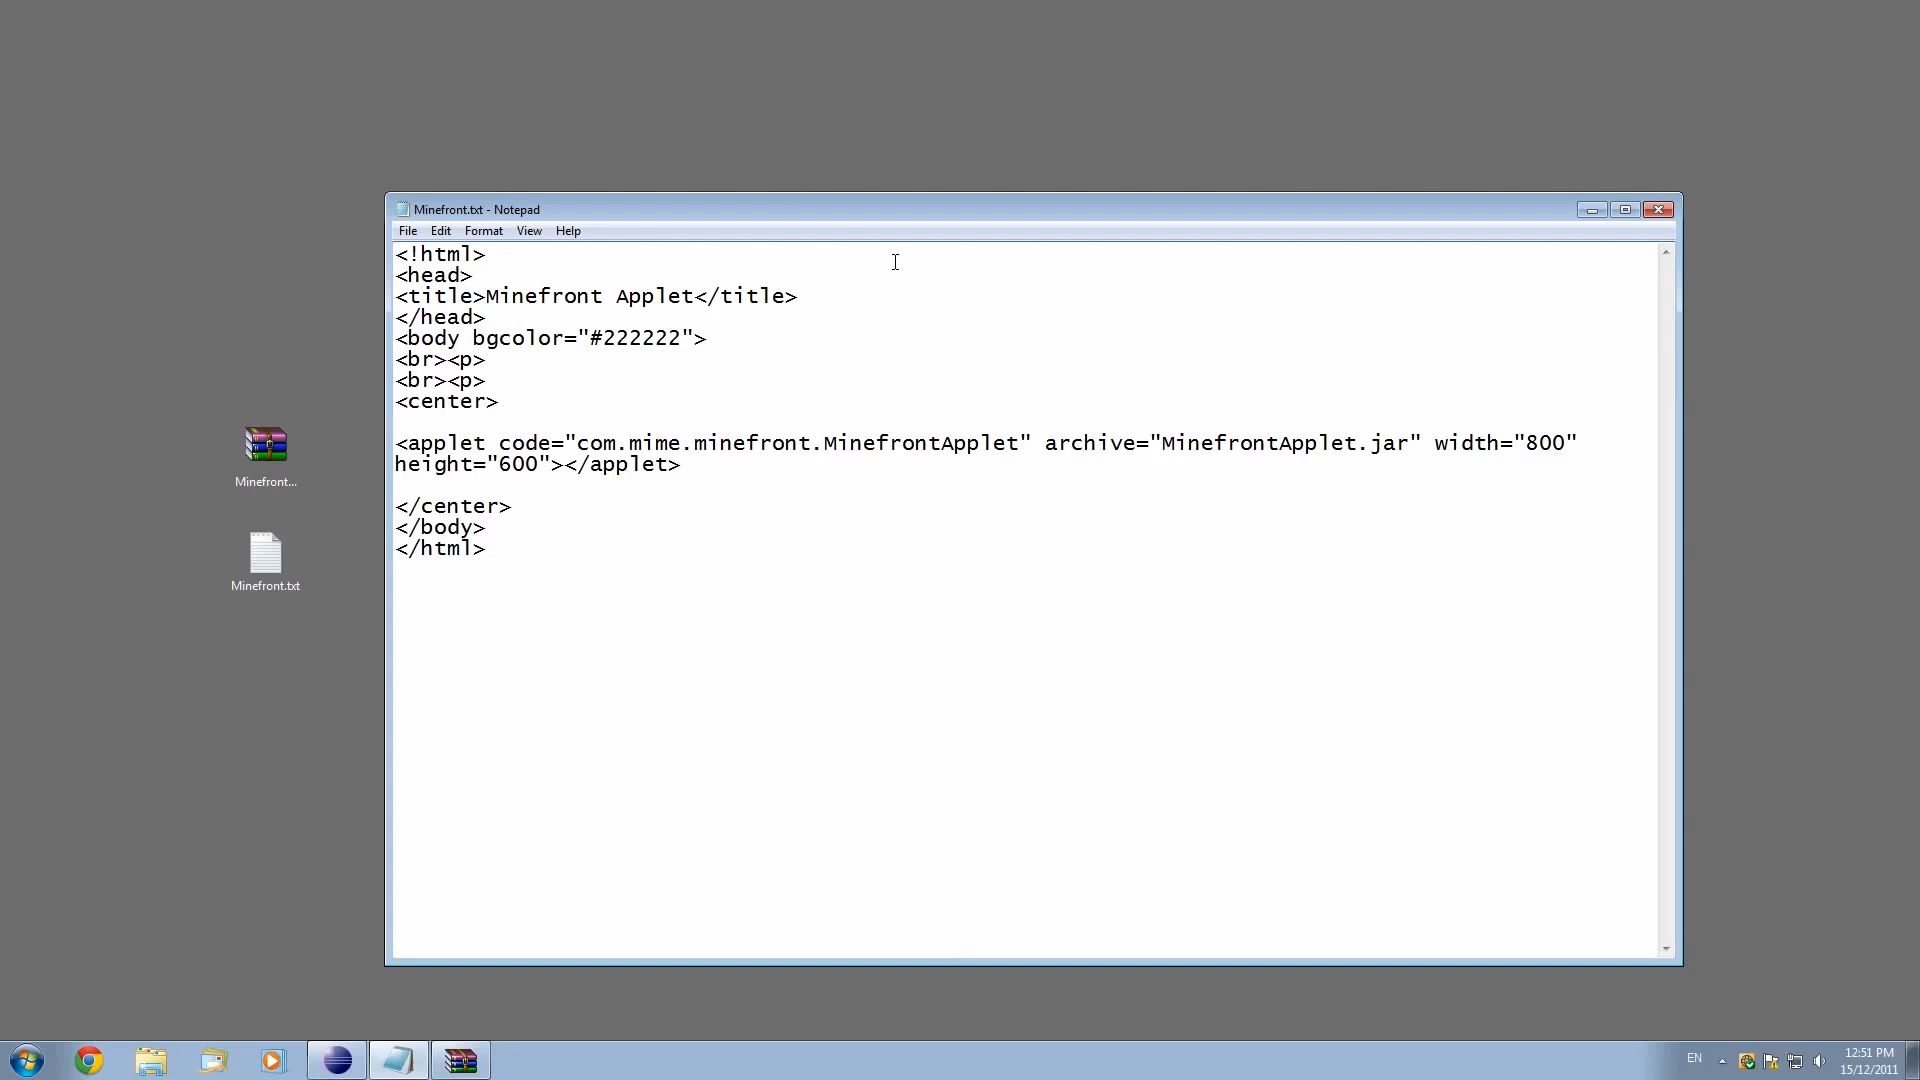 Minefront.txt - Notepad
File Edit Format View Help
<!html>
<head>
<title>Minefront Applet</title>
</head>
<body bgcolor="#222222">
<br><p>
<br><p>
<center>
<applet code="com.mime.minefront.MinefrontApplet" archive="MinefrontApplet.jar" width="800"
height="600"></applet>
</center>
</body>
</html>
Minefront...
Minefront.txt
EN
12:51 PM
15/12/2011